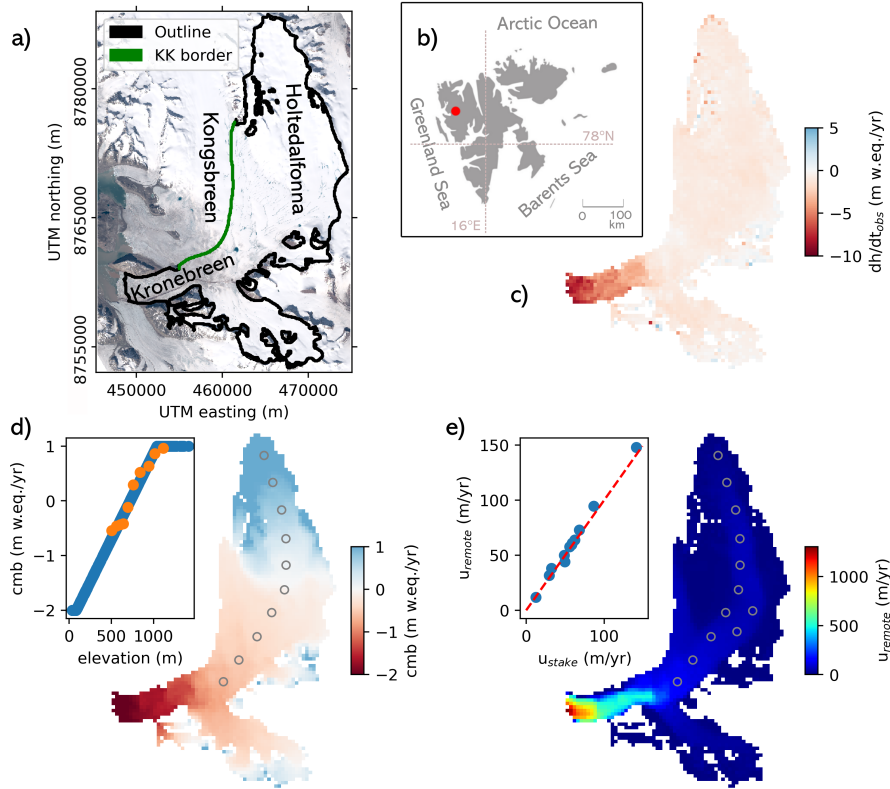 a)
Outline
KK border
Kongsbreen
Holtedalfonna
Kronebreen
8780000
8765000
8755000
UTM northing (m)
450000 460000 470000
UTM easting (m)
b)
Arctic Ocean
Greenland Sea
Barents Sea
78°N
16°E
0 100
km
c)
5
0
−5
−10
dh/dt_obs (m w.eq./yr)
d)
1
0
−1
−2
cmb (m w.eq./yr)
0 500 1000
elevation (m)
1
0
−1
−2
cmb (m w.eq./yr)
e)
150
100
50
0
u_remote (m/yr)
0 100
u_stake (m/yr)
1000
500
0
u_remote (m/yr)